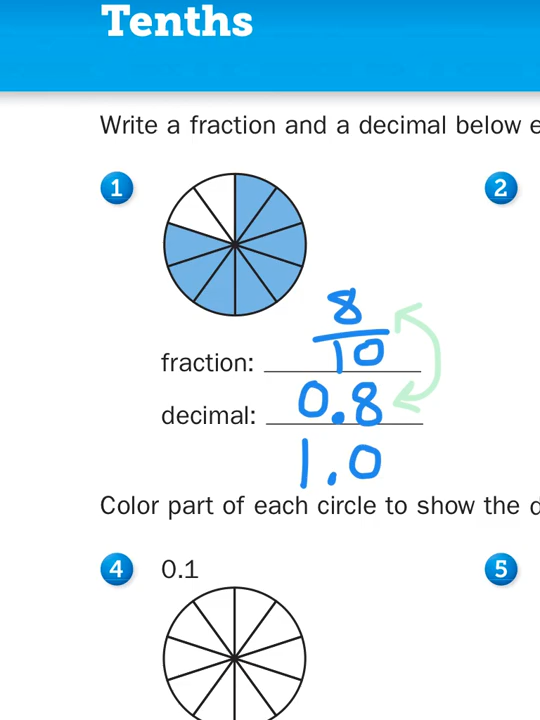 Tenths
Write a fraction and a decimal below e
1
2
8
10
fraction:
decimal: 0.8
1.0
Color part of each circle to show the d
4 0.1
5